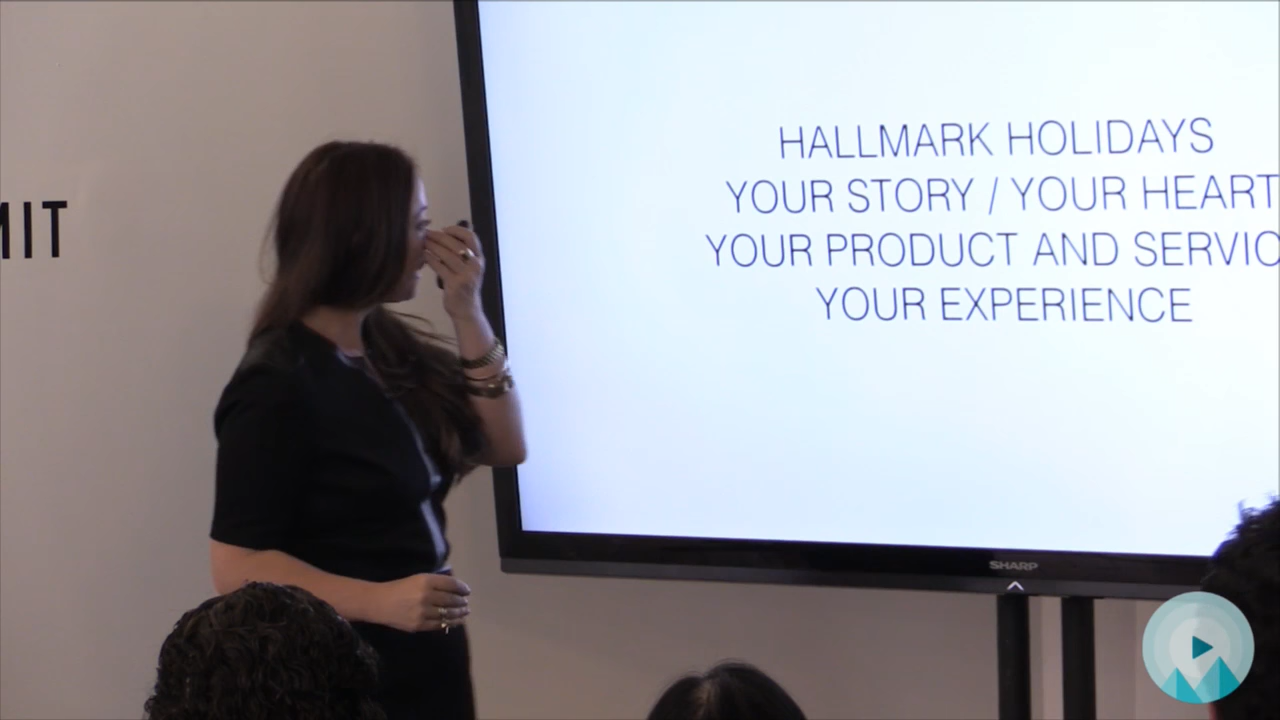 MIT
HALLMARK HOLIDAYS
YOUR STORY / YOUR HEART
YOUR PRODUCT AND SERVIC
YOUR EXPERIENCE
SHARP